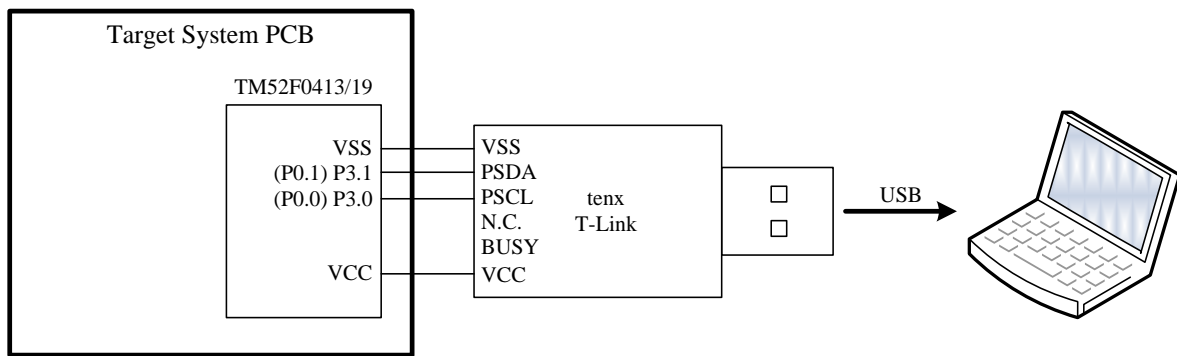 Target System PCB
TM52F0413/19
VSS
(P0.1) P3.1
(P0.0) P3.0
VCC
VSS
PSDA
PSCL
N.C.
BUSY
VCC
tenx
T-Link
USB